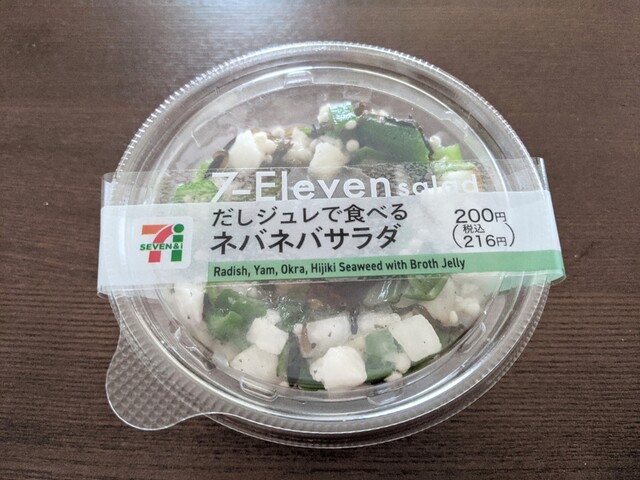 7-Eleven salad
だしジュレで食べる
ネバネバサラダ
200円
税込
(216円)
SEVEN&i
Radish, Yam, Okra, Hijiki Seaweed with Broth Jelly